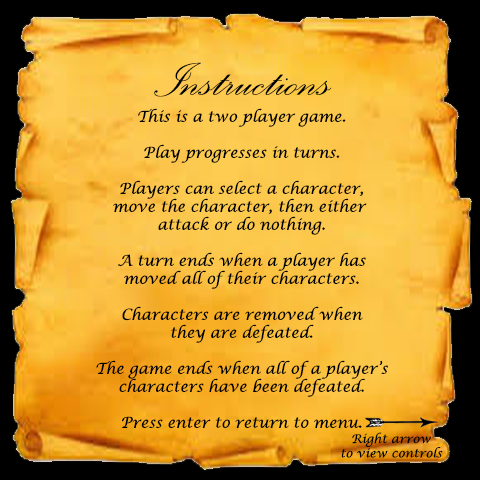 Instructions
This is a two player game.
Play progresses in turns.
Players can select a character,
move the character, then either
attack or do nothing.
A turn ends when a player has
moved all of their characters.
Characters are removed when
they are defeated.
The game ends when all of a player's
characters have been defeated.
Press enter to return to menu.
Right arrow
to view controls